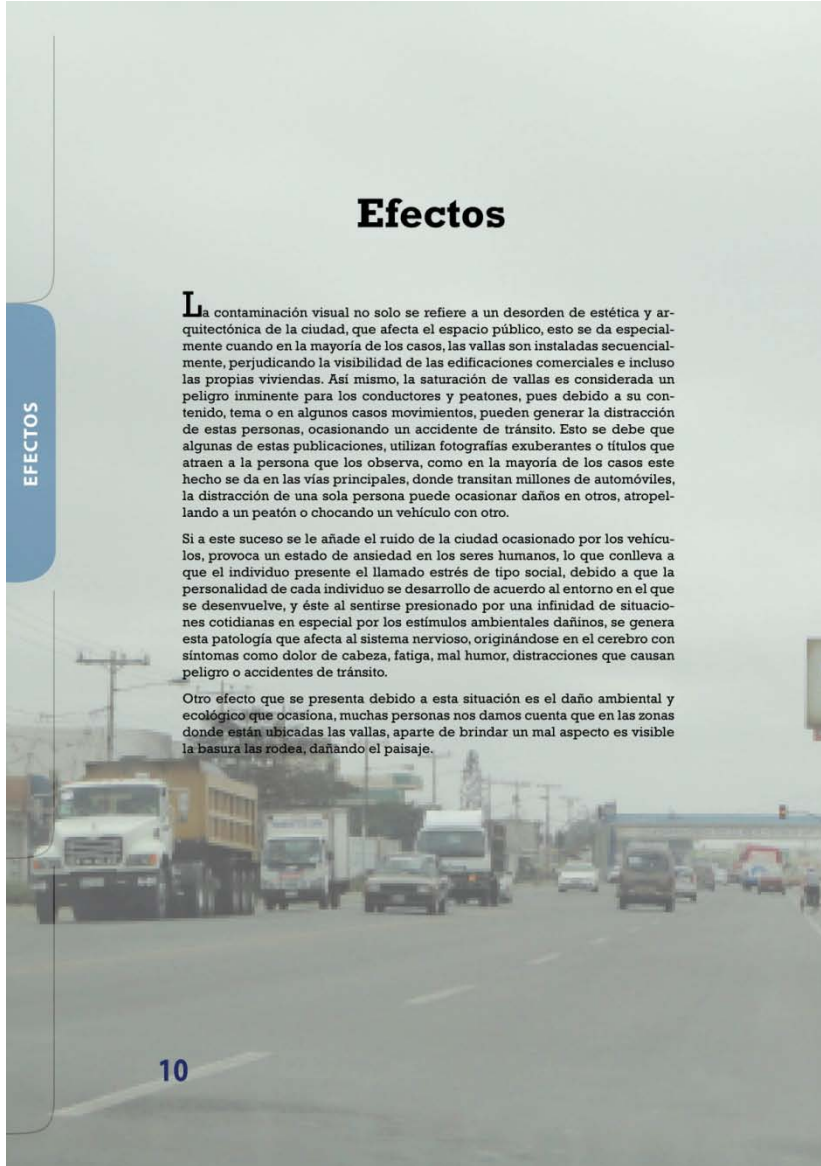 Efectos
La contaminación visual no solo se refiere a un desorden de estética y ar-
quitectónica de la ciudad, que afecta el espacio público, esto se da especial-
mente cuando en la mayoría de los casos, las vallas son instaladas secuencial-
mente, perjudicando la visibilidad de las edificaciones comerciales e incluso
las propias viviendas. Así mismo, la saturación de vallas es considerada un
peligro inminente para los conductores y peatones, pues debido a su con-
tenido, tema o en algunos casos movimientos, pueden generar la distracción
de estas personas, ocasionando un accidente de tránsito. Esto se debe que
algunas de estas publicaciones, utilizan fotografías exuberantes o títulos que
atraen a la persona que los observa, como en la mayoría de los casos este
hecho se da en las vías principales, donde transitan millones de automóviles,
la distracción de una sola persona puede ocasionar daños en otros, atropel-
lando a un peatón o chocando un vehículo con otro.
Si a este suceso se le añade el ruido de la ciudad ocasionado por los vehícu-
los, provoca un estado de ansiedad en los seres humanos, lo que conlleva a
que el individuo presente el llamado estrés de tipo social, debido a que la
personalidad de cada individuo se desarrollo de acuerdo al entorno en el que
se desenvuelve, y éste al sentirse presionado por una infinidad de situacio-
nes cotidianas en especial por los estímulos ambientales dañinos, se genera
esta patología que afecta al sistema nervioso, originándose en el cerebro con
síntomas como dolor de cabeza, fatiga, mal humor, distracciones que causan
peligro o accidentes de tránsito.
Otro efecto que se presenta debido a esta situación es el daño ambiental y
ecológico que ocasiona, muchas personas nos damos cuenta que en las zonas
donde están ubicadas las vallas, aparte de brindar un mal aspecto es visible
la basura las rodea, dañando el paisaje.
EFECTOS
10